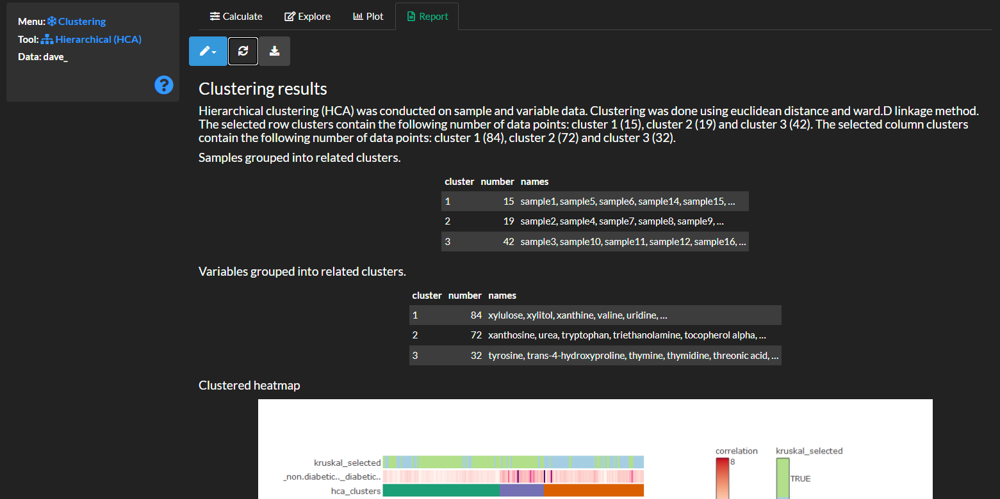 Menu: Clustering
Tool: Hierarchical (HCA)
Data: dave_
Calculate Explore Plot Report
Clustering results
Hierarchical clustering (HCA) was conducted on sample and variable data. Clustering was done using euclidean distance and ward.D linkage method.
The selected row clusters contain the following number of data points: cluster 1 (15), cluster 2 (19) and cluster 3 (42). The selected column clusters
contain the following number of data points: cluster 1 (84), cluster 2 (72) and cluster 3 (32).
Samples grouped into related clusters.
cluster number names
1 15 sample1, sample5, sample6, sample14, sample15, ...
2 19 sample2, sample4, sample7, sample8, sample9, ...
3 42 sample3, sample10, sample11, sample12, sample16, ...
Variables grouped into related clusters.
cluster number names
1 84 xylulose, xylitol, xanthine, valine, uridine, ...
2 72 xanthosine, urea, tryptophan, triethanolamine, tocopherol alpha, ...
3 32 tyrosine, trans-4-hydroxyproline, thymine, thymidine, threonic acid, ...
Clustered heatmap
correlation kruskal_selected
kruskal_selected 8
_non.diabetic.._diabetic.. TRUE
hca_clusters